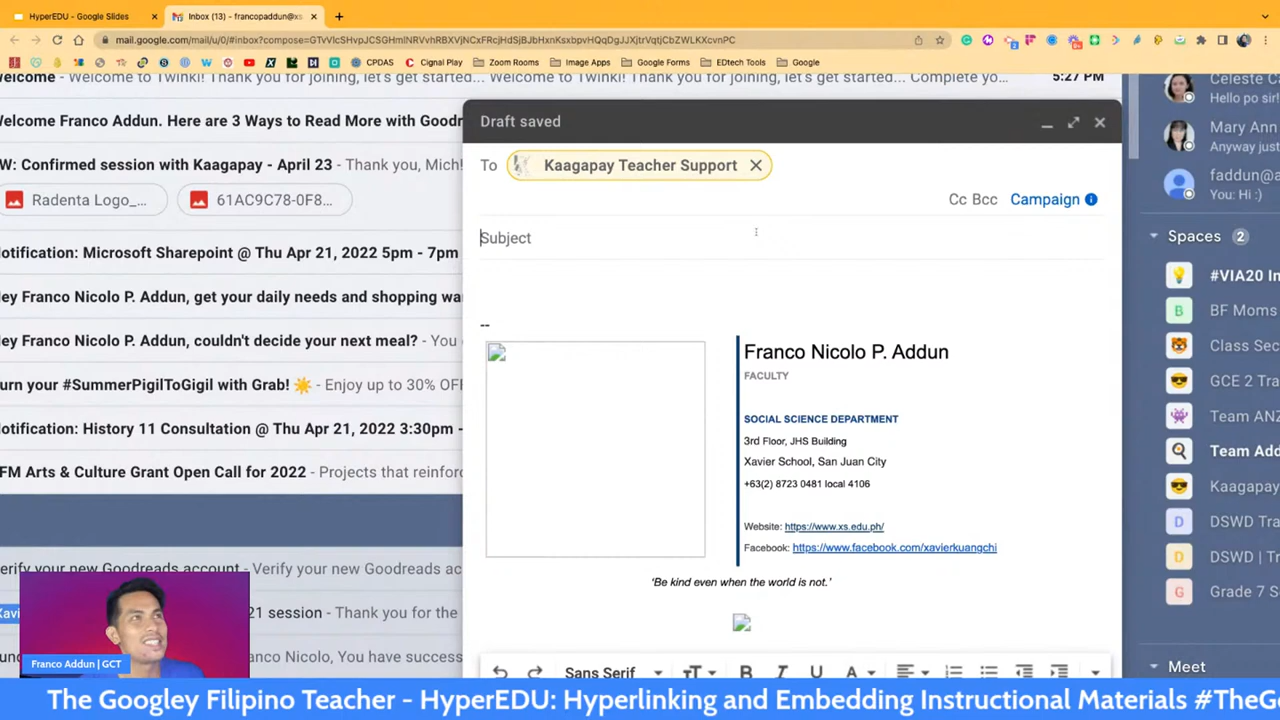 HyperEDU - Google Slides
Inbox (13) - francopaddun@xs
mail.google.com/mail/u/0/#inbox?compose=
CPDAS
Cignal Play
Zoom Rooms
Image Apps
Google Forms
EDtech Tools
Google
Welcome to Twinkl! Thank you for joining, let's get started... Welcome to Twinkl! Thank you for joining, let's get started... Complete yo...
5:27 PM
elcome Franco Addun. Here are 3 Ways to Read More with Goodr
W: Confirmed session with Kaagapay - April 23 - Thank you, Mich!
Radenta Logo_...
61AC9C78-0F8...
otification: Microsoft Sharepoint @ Thu Apr 21, 2022 5pm - 7pm
ey Franco Nicolo P. Addun, get your daily needs and shopping wa
ey Franco Nicolo P. Addun, couldn't decide your next meal? - You
urn your #SummerPigilToGigil with Grab! ☀️ - Enjoy up to 30% OFF
otification: History 11 Consultation @ Thu Apr 21, 2022 3:30pm -
FM Arts & Culture Grant Open Call for 2022 - Projects that reinforc
erify your new Goodreads account - Verify your new Goodreads ac
21 session - Thank you for the
anco Nicolo, You have success
Draft saved
To Kaagapay Teacher Support
Cc Bcc Campaign
Subject
--
Franco Nicolo P. Addun
FACULTY
SOCIAL SCIENCE DEPARTMENT
3rd Floor, JHS Building
Xavier School, San Juan City
+63(2) 8723 0481 local 4106
Website: https://www.xs.edu.ph/
Facebook: https://www.facebook.com/xavierkuangchi
'Be kind even when the world is not.'
Sans Serif
Celeste Ca
Hello po sir!
Mary Ann
Anyway just
faddun@a
You: Hi :)
Spaces 2
#VIA20 In
BF Moms
Class Sec
GCE 2 Tra
Team ANZ
Team Add
Kaagapay
DSWD Tra
DSWD | Tr
Grade 7 S
Meet
Franco Addun | GCT
The Googley Filipino Teacher - HyperEDU: Hyperlinking and Embedding Instructional Materials #TheGo